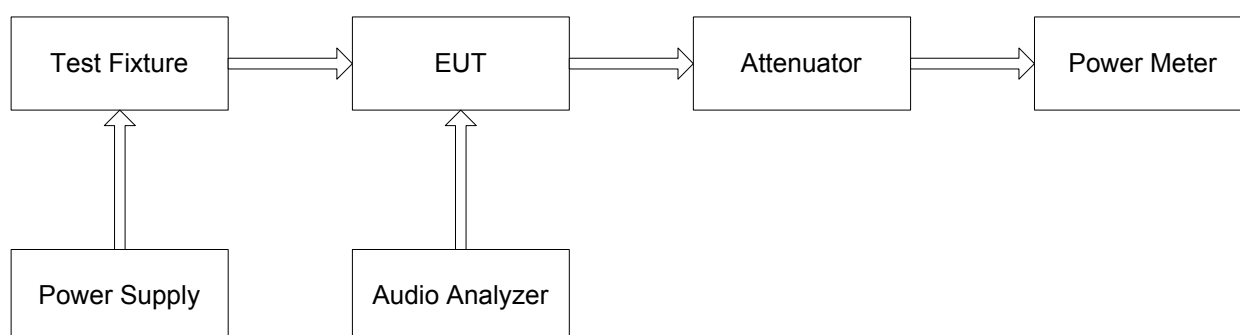 Test Fixture
EUT
Attenuator
Power Meter
Power Supply
Audio Analyzer